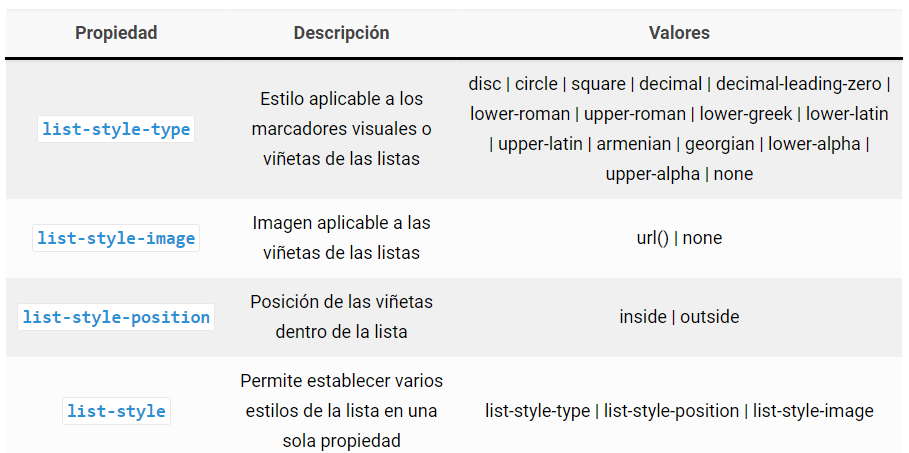 Propiedad Descripción Valores
list-style-type
Estilo aplicable a los
marcadores visuales o
viñetas de las listas
disc | circle | square | decimal | decimal-leading-zero |
lower-roman | upper-roman | lower-greek | lower-latin
| upper-latin | armenian | georgian | lower-alpha |
upper-alpha | none
list-style-image
Imagen aplicable a las
viñetas de las listas
url() | none
list-style-position
Posición de las viñetas
dentro de la lista
inside | outside
list-style
Permite establecer varios
estilos de la lista en una
sola propiedad
list-style-type | list-style-position | list-style-image